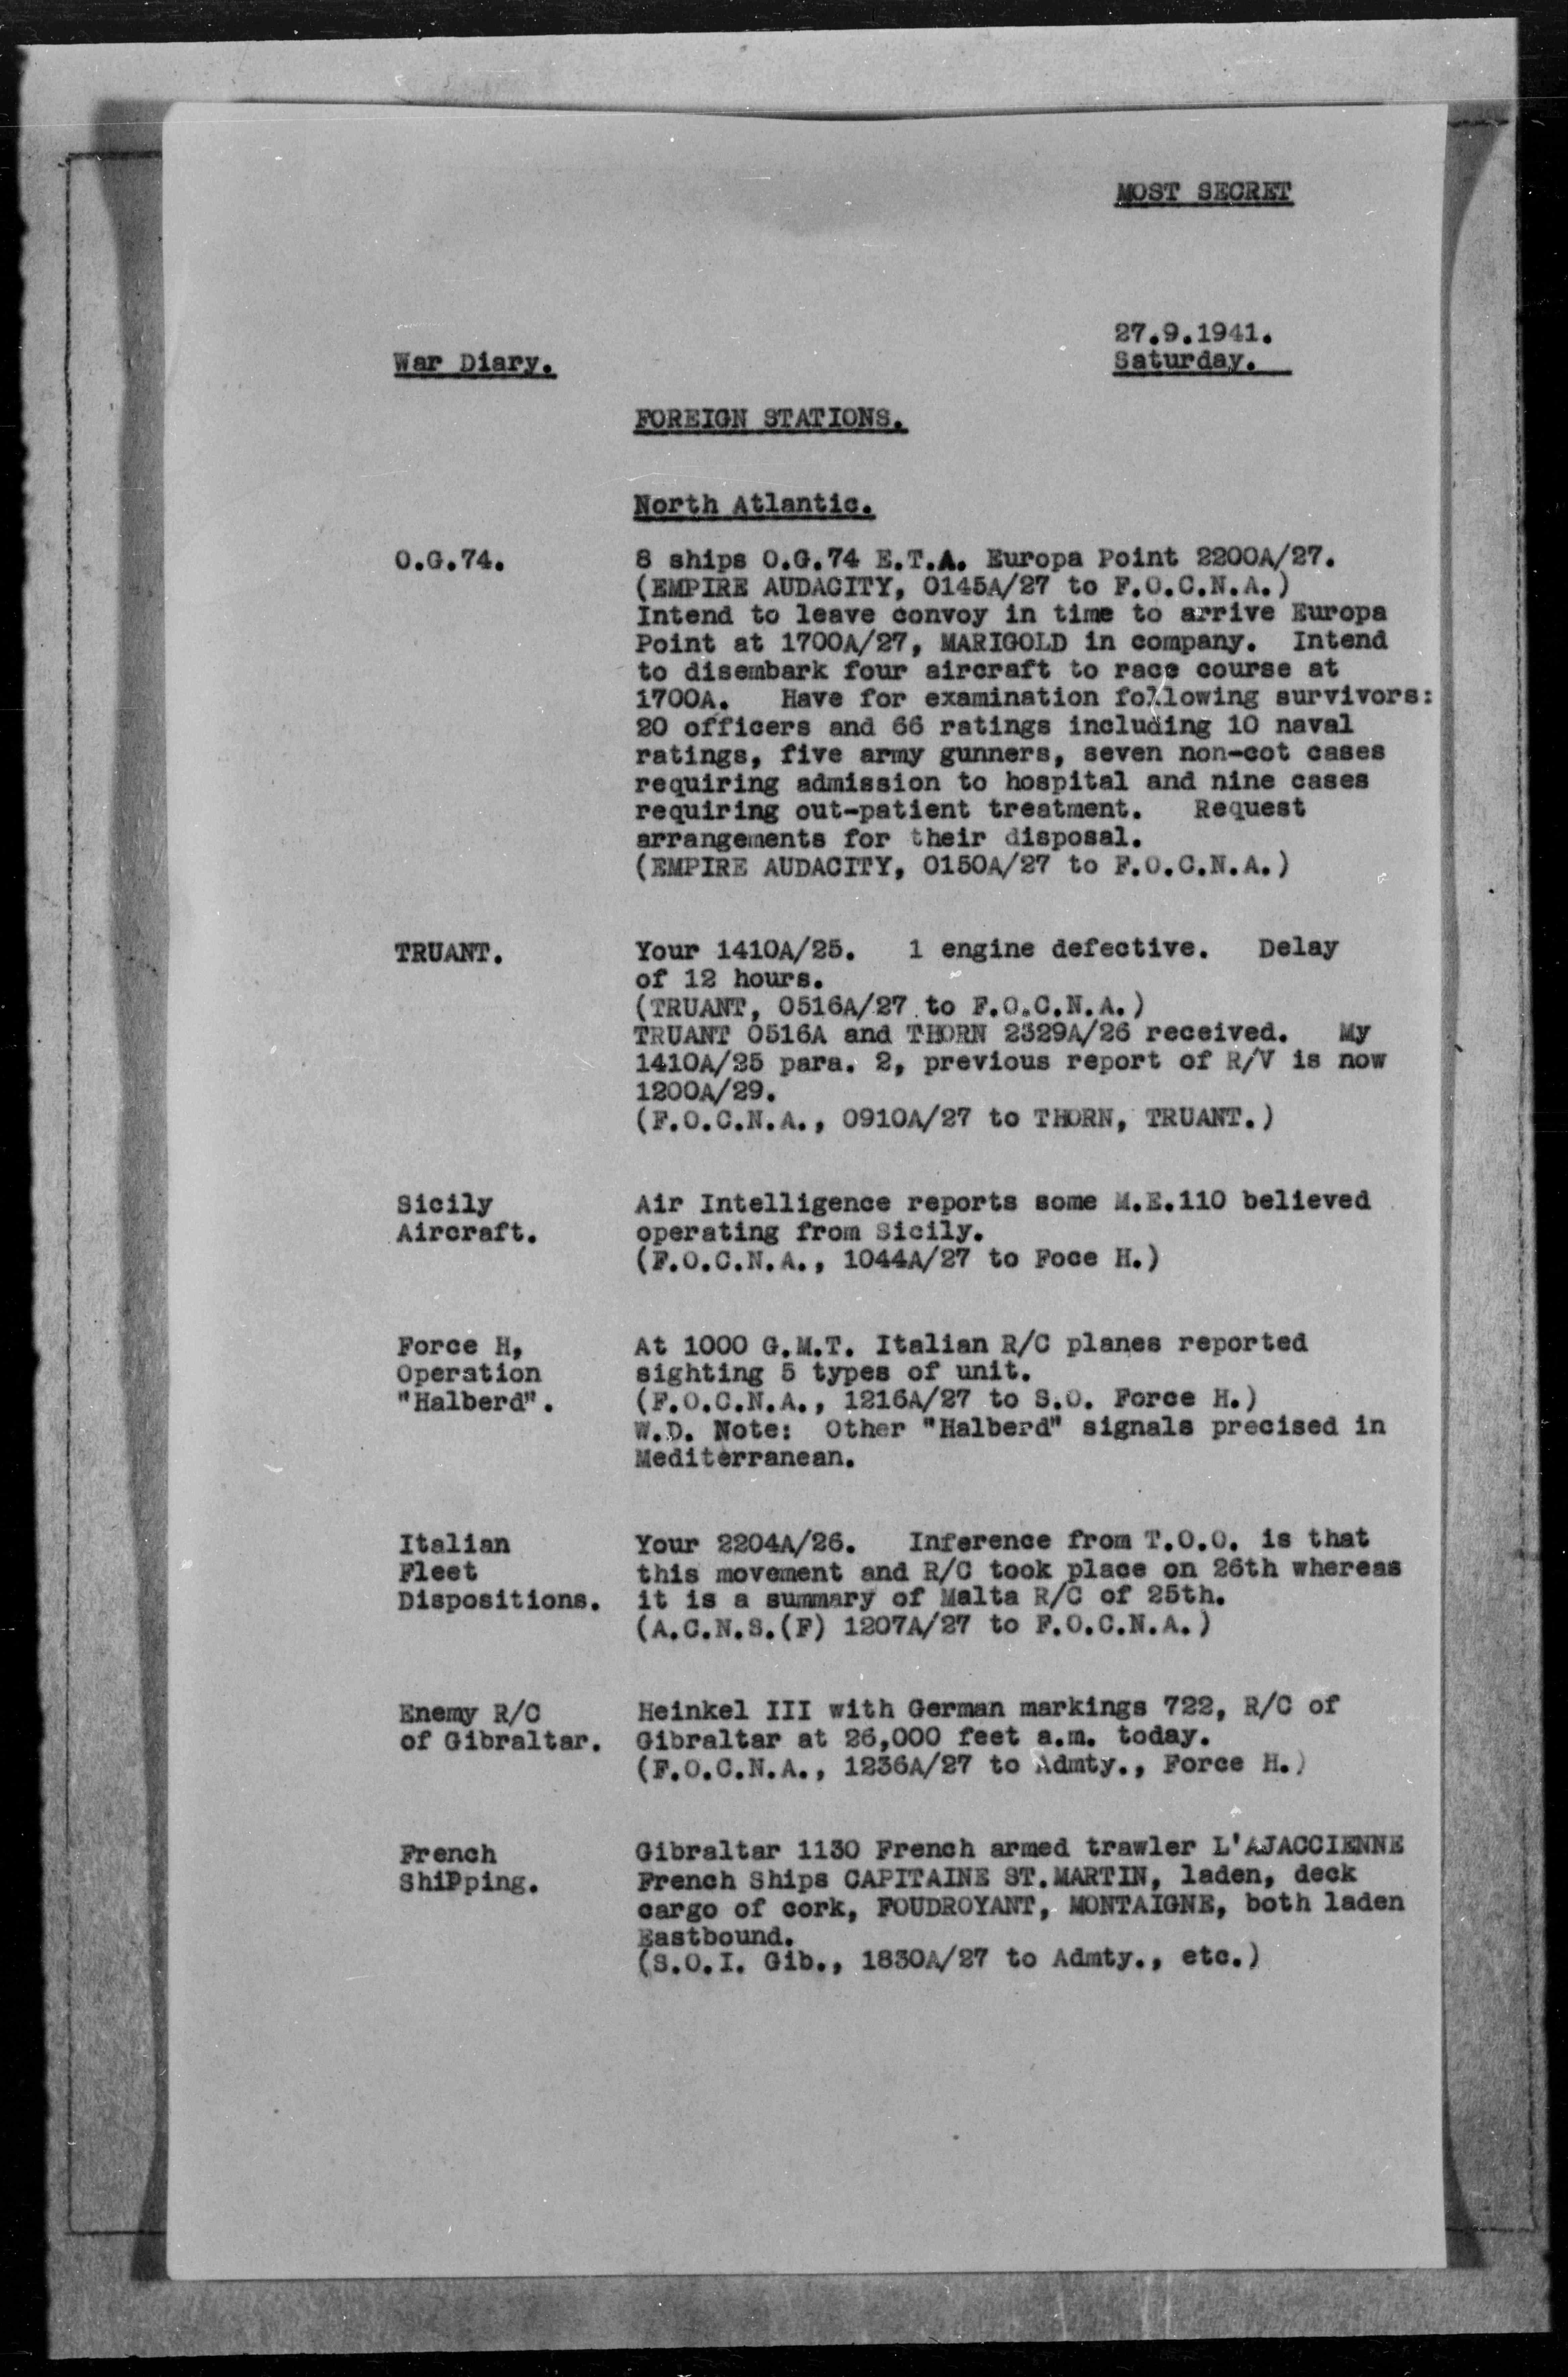 MOST SECRET
27.9.1941.
War Diary.
Saturday.
FOREIGN STATIONS.
North Atlantic.
O.G.74.
8 ships O.G.74 E.T.A. Europa Point 2200A/27.
(EMPIRE AUDACITY, 0145A/27 to F.O.C.N.A.)
Intend to leave convoy in time to arrive Europa
Point at 1700A/27, MARIGOLD in company. Intend
to disembark four aircraft to race course at
1700A. Have for examination following survivors:
20 officers and 66 ratings including 10 naval
ratings, five army gunners, seven non-cot cases
requiring admission to hospital and nine cases
requiring out-patient treatment. Request
arrangements for their disposal.
(EMPIRE AUDACITY, 0150A/27 to F.O.C.N.A.)
TRUANT.
Your 1410A/25. 1 engine defective. Delay
of 12 hours.
(TRUANT, 0516A/27 to F.O.C.N.A.)
TRUANT 0516A and THORN 2329A/26 received. My
1410A/25 para. 2, previous report of R/V is now
1200A/29.
(F.O.C.N.A., 0910A/27 to THORN, TRUANT.)
Sicily
Aircraft.
Air Intelligence reports some M.E.110 believed
operating from Sicily.
(F.O.C.N.A., 1044A/27 to Foce H.)
Force H,
Operation
"Halberd".
At 1000 G.M.T. Italian R/C planes reported
sighting 5 types of unit.
(F.O.C.N.A., 1216A/27 to S.O. Force H.)
W.D. Note: Other "Halberd" signals precised in
Mediterranean.
Italian
Fleet
Dispositions.
Your 2204A/26. Inference from T.O.O. is that
this movement and R/C took place on 26th whereas
it is a summary of Malta R/C of 25th.
(A.C.N.S.(F) 1207A/27 to F.O.C.N.A.)
Enemy R/C
of Gibraltar.
Heinkel III with German markings 722, R/C of
Gibraltar at 26,000 feet a.m. today.
(F.O.C.N.A., 1236A/27 to Admty., Force H.)
French
ShiPping.
Gibraltar 1130 French armed trawler L'AJACCIENNE
French Ships CAPITAINE ST.MARTIN, laden, deck
cargo of cork, FOUDROYANT, MONTAIGNE, both laden
Eastbound.
(S.O.I. Gib., 1830A/27 to Admty., etc.)